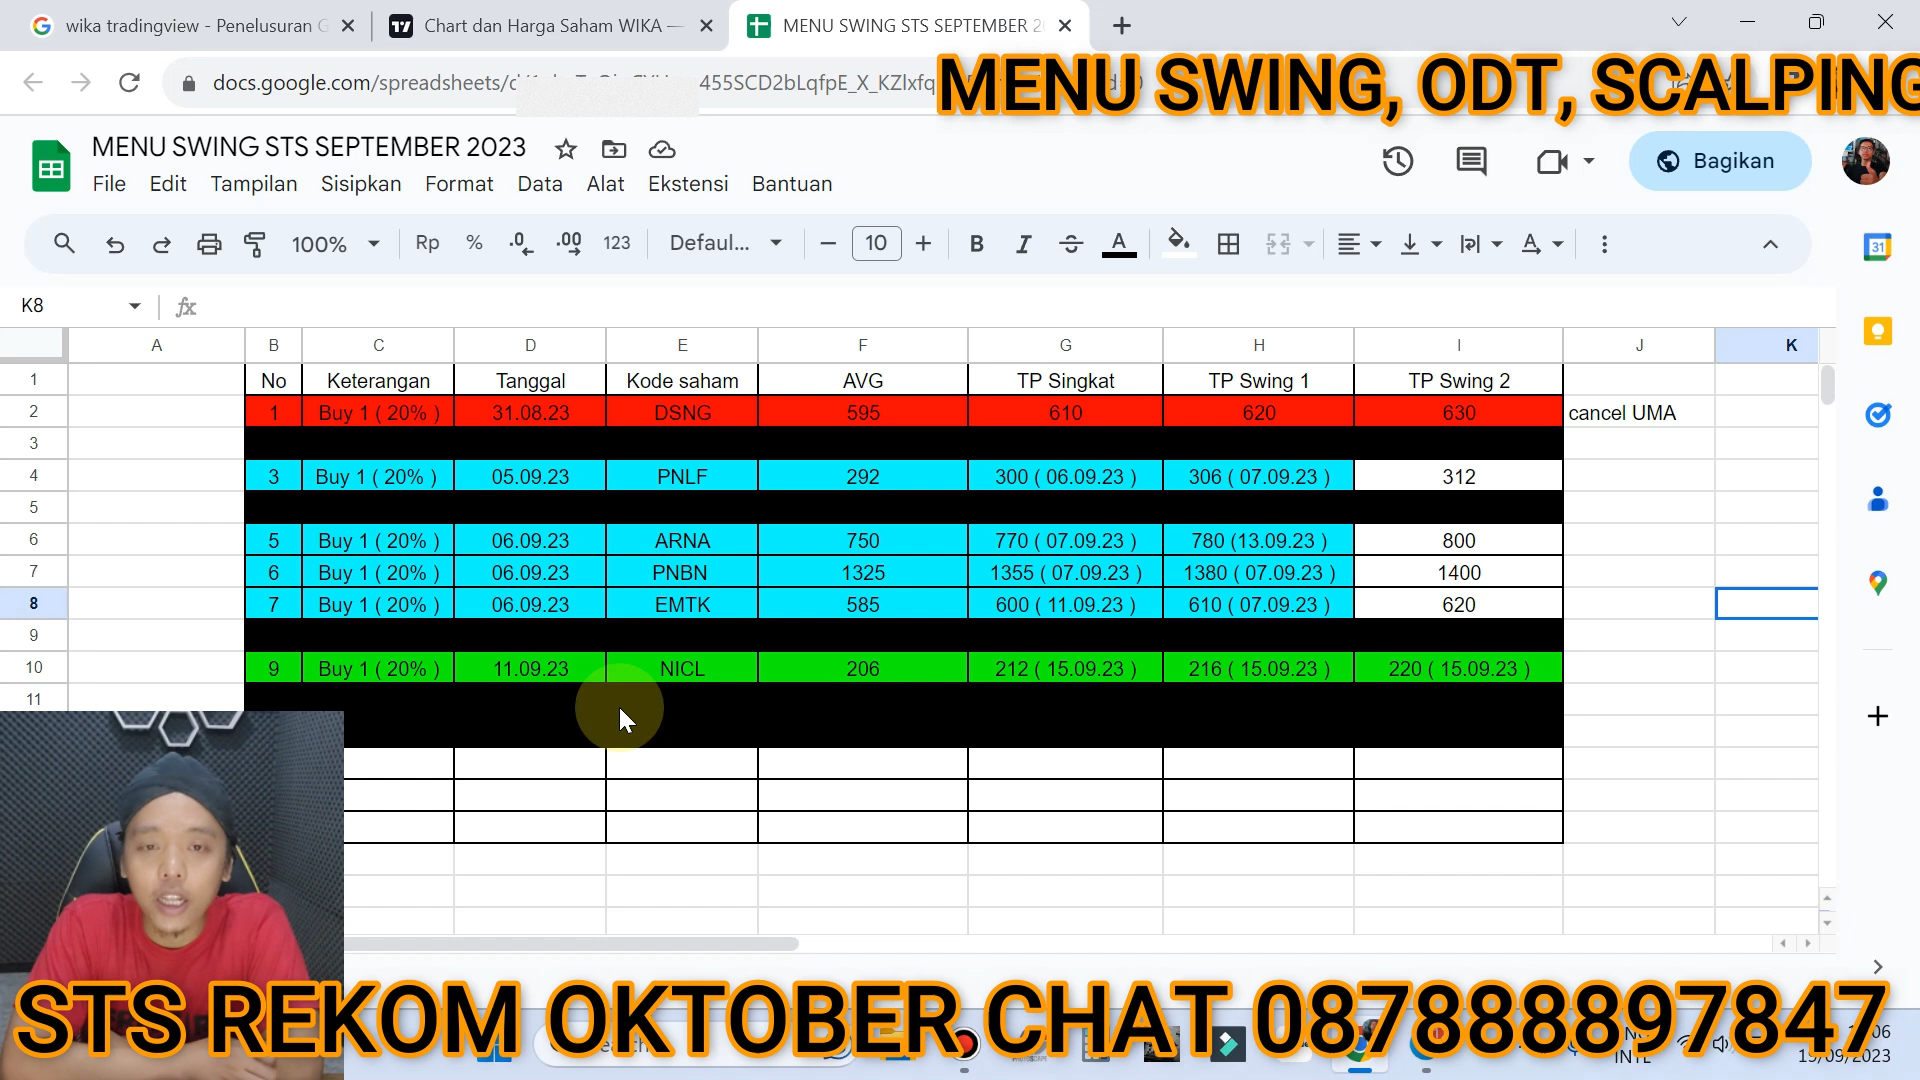 wika tradingview - Penelusuran G
Chart dan Harga Saham WIKA —
MENU SWING STS SEPTEMBER 2
MENU SWING, ODT, SCALPING
MENU SWING STS SEPTEMBER 2023
File Edit Tampilan Sisipkan Format Data Alat Ekstensi Bantuan
Bagikan
100% Rp % .0 .00 123 Defaul... 10 B I A
31
K8 fx
A B C D E F G H I J K
1 No Keterangan Tanggal Kode saham AVG TP Singkat TP Swing 1 TP Swing 2
2 1 Buy 1 ( 20% ) 31.08.23 DSNG 595 610 620 630 cancel UMA
3
4 3 Buy 1 ( 20% ) 05.09.23 PNLF 292 300 ( 06.09.23 ) 306 ( 07.09.23 ) 312
5
6 5 Buy 1 ( 20% ) 06.09.23 ARNA 750 770 ( 07.09.23 ) 780 (13.09.23 ) 800
7 6 Buy 1 ( 20% ) 06.09.23 PNBN 1325 1355 ( 07.09.23 ) 1380 ( 07.09.23 ) 1400
8 7 Buy 1 ( 20% ) 06.09.23 EMTK 585 600 ( 11.09.23 ) 610 ( 07.09.23 ) 620
9
10 9 Buy 1 ( 20% ) 11.09.23 NICL 206 212 ( 15.09.23 ) 216 ( 15.09.23 ) 220 ( 15.09.23 )
11
STS REKOM OKTOBER CHAT 087888897847
INTL